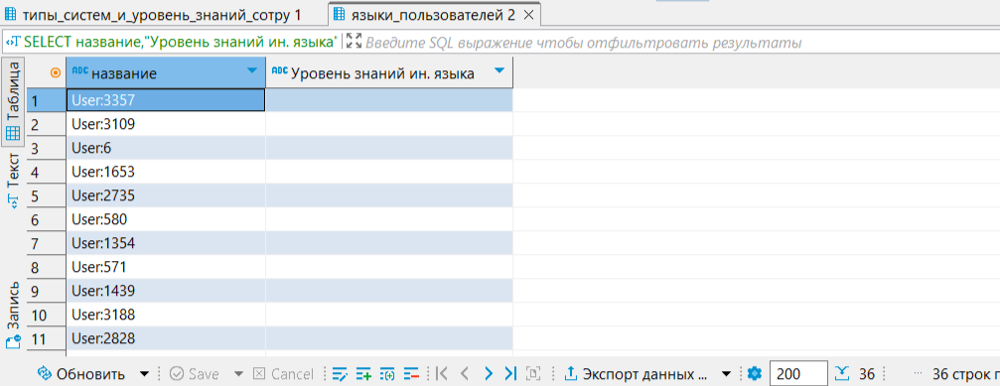 типы_систем_и_уровень_знаний_сотру 1 языки_пользователей 2
SELECT название,"Уровень знаний ин. языка" Введите SQL выражение чтобы отфильтровать результаты
Таблица
Текст
Запись
ABC название ABC Уровень знаний ин. языка
1 User:3357
2 User:3109
3 User:6
4 User:1653
5 User:2735
6 User:580
7 User:1354
8 User:571
9 User:1439
10 User:3188
11 User:2828
Обновить Save Cancel Экспорт данных ... 200 36 ... 36 строк